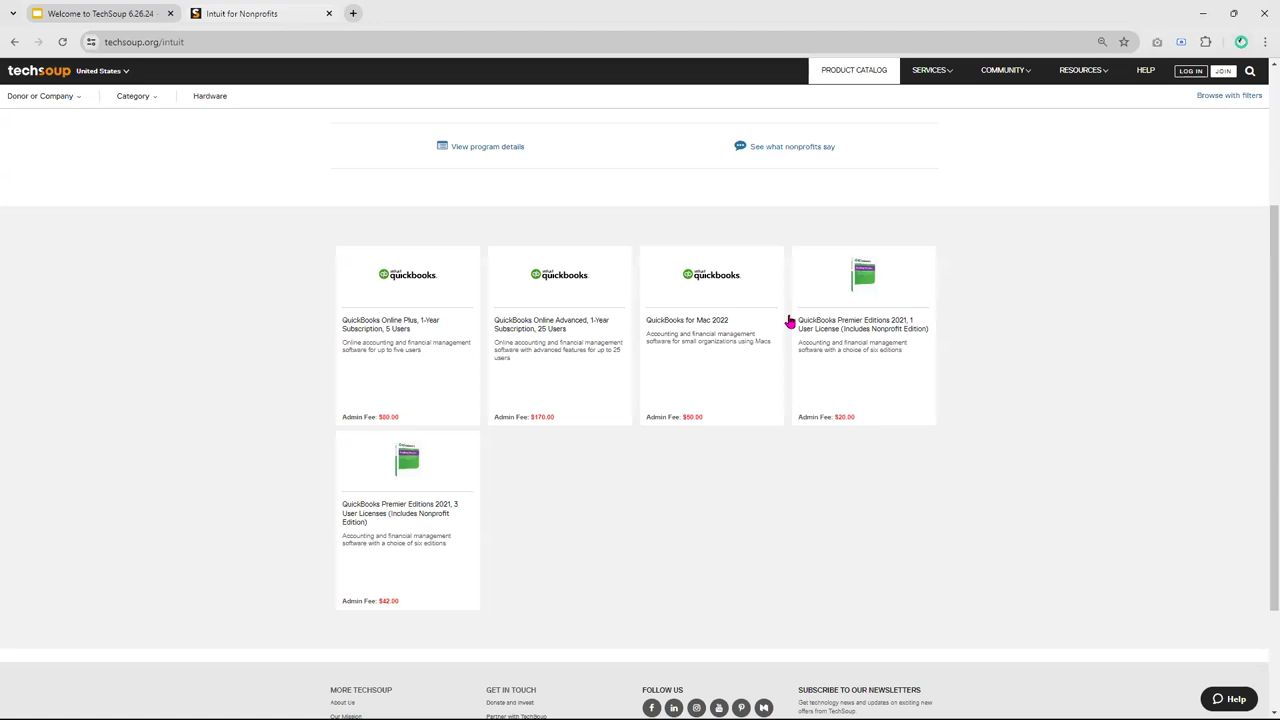 Welcome to TechSoup 6.26.24 -
Intuit for Nonprofits
techsoup.org/intuit
techsoup United States
PRODUCT CATALOG SERVICES COMMUNITY RESOURCES HELP LOG IN JOIN
Donor or Company Category Hardware Browse with filters
View program details See what nonprofits say
intuit quickbooks.
QuickBooks Online Plus, 1-Year
Subscription, 5 Users
Online accounting and financial management
software for up to five users
Admin Fee: $80.00
intuit quickbooks.
QuickBooks Online Advanced, 1-Year
Subscription, 25 Users
Online accounting and financial management
software with advanced features for up to 25
users
Admin Fee: $170.00
intuit quickbooks.
QuickBooks for Mac 2022
Accounting and financial management
software for small organizations using Macs
Admin Fee: $50.00
QuickBooks Premier Editions 2021, 1
User License (Includes Nonprofit Edition)
Accounting and financial management
software with a choice of six editions
Admin Fee: $20.00
QuickBooks Premier Editions 2021, 3
User Licenses (Includes Nonprofit
Edition)
Accounting and financial management
software with a choice of six editions
Admin Fee: $42.00
MORE TECHSOUP
About Us
Our Mission
GET IN TOUCH
Donate and Invest
Partner with TechSoup
FOLLOW US
SUBSCRIBE TO OUR NEWSLETTERS
Get technology news and updates on exciting new
offers from TechSoup.
Help